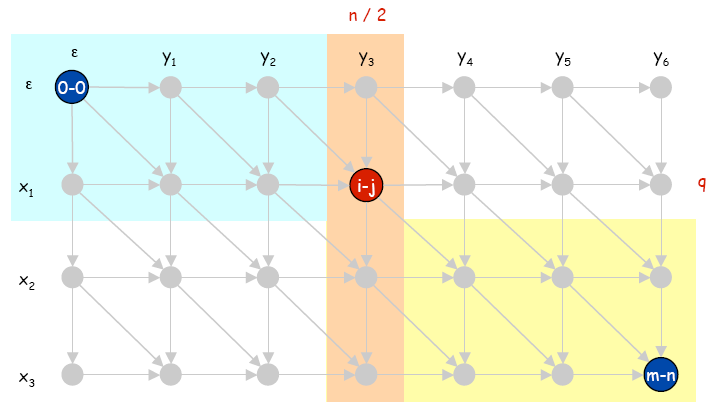 n / 2
ε y1 y2 y3 y4 y5 y6
ε 0-0
x1 i-j q
x2
x3 m-n